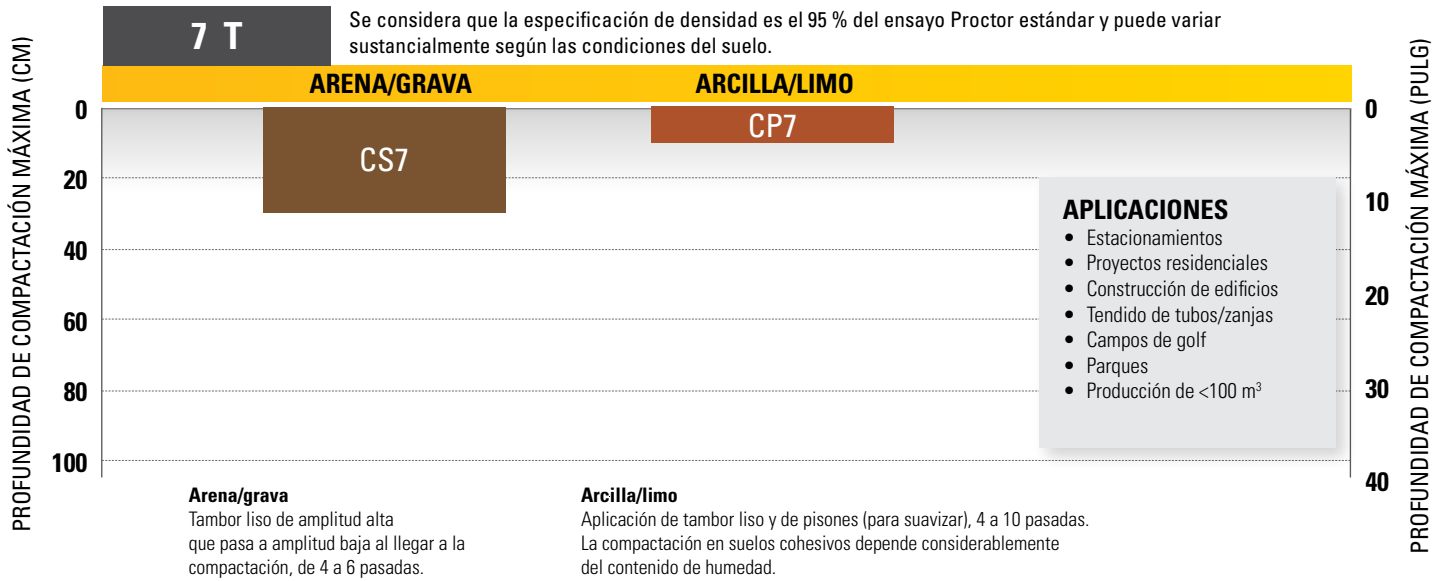 7 T
Se considera que la especificación de densidad es el 95 % del ensayo Proctor estándar y puede variar
sustancialmente según las condiciones del suelo.
ARENA/GRAVA
ARCILLA/LIMO
PROFUNDIDAD DE COMPACTACIÓN MÁXIMA (CM)
0
20
40
60
80
100
CS7
CP7
APLICACIONES
• Estacionamientos
• Proyectos residenciales
• Construcción de edificios
• Tendido de tubos/zanjas
• Campos de golf
• Parques
• Producción de <100 m³
0
10
20
30
40
PROFUNDIDAD DE COMPACTACIÓN MÁXIMA (PULG)
Arena/grava
Tambor liso de amplitud alta
que pasa a amplitud baja al llegar a la
compactación, de 4 a 6 pasadas.
Arcilla/limo
Aplicación de tambor liso y de pisones (para suavizar), 4 a 10 pasadas.
La compactación en suelos cohesivos depende considerablemente
del contenido de humedad.